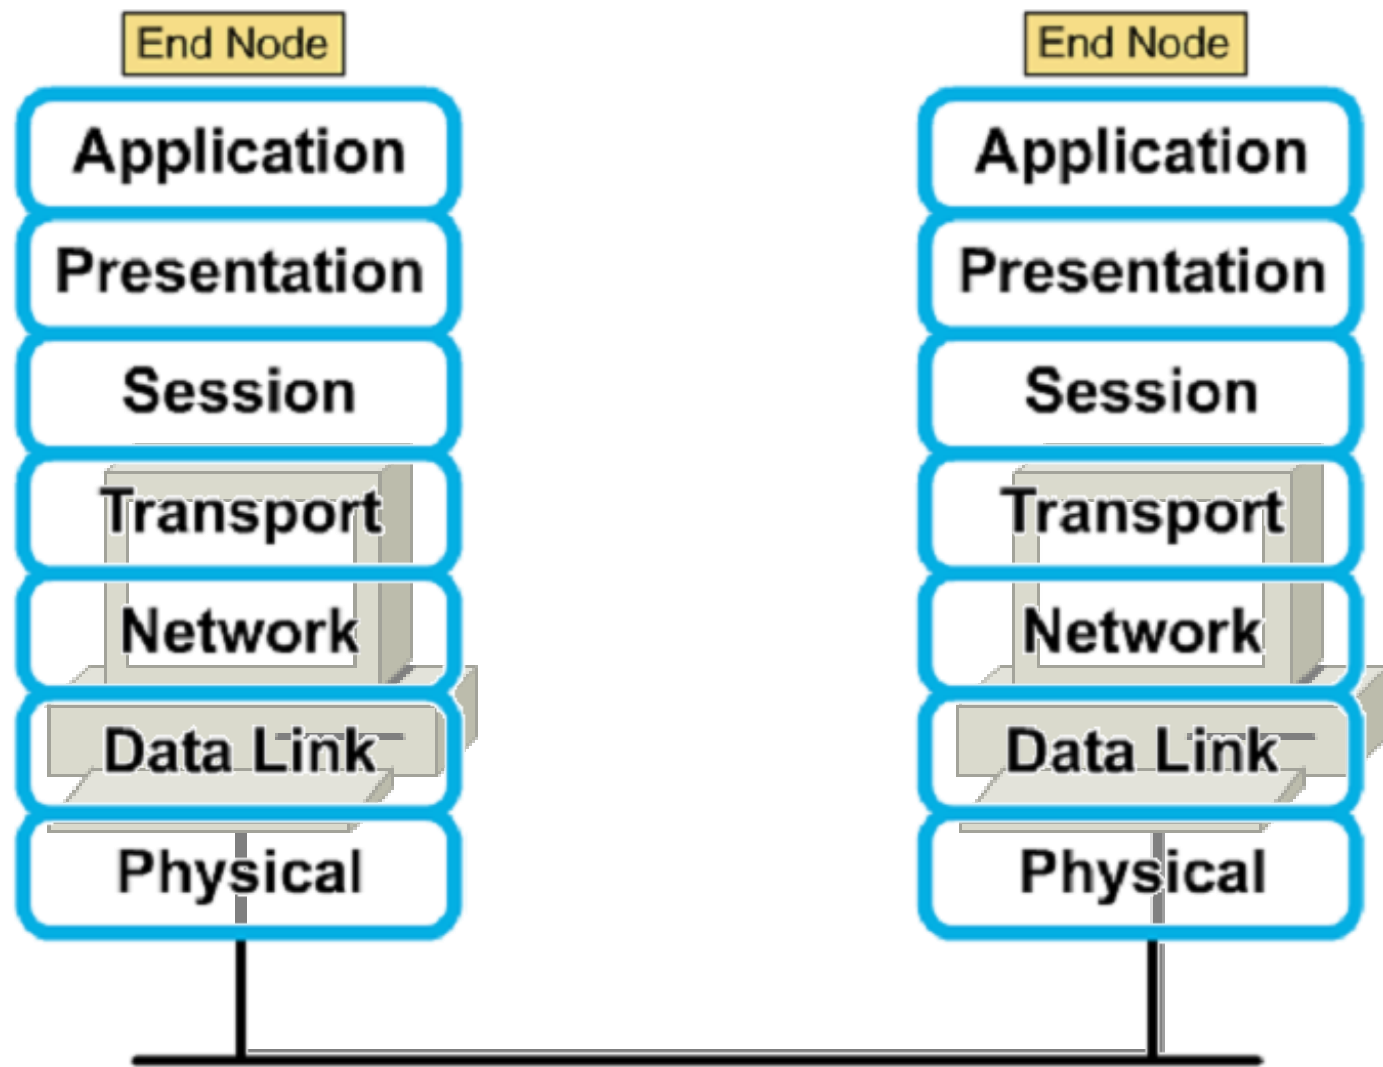 End Node
Application
Presentation
Session
Transport
Network
Data Link
Physical
End Node
Application
Presentation
Session
Transport
Network
Data Link
Physical